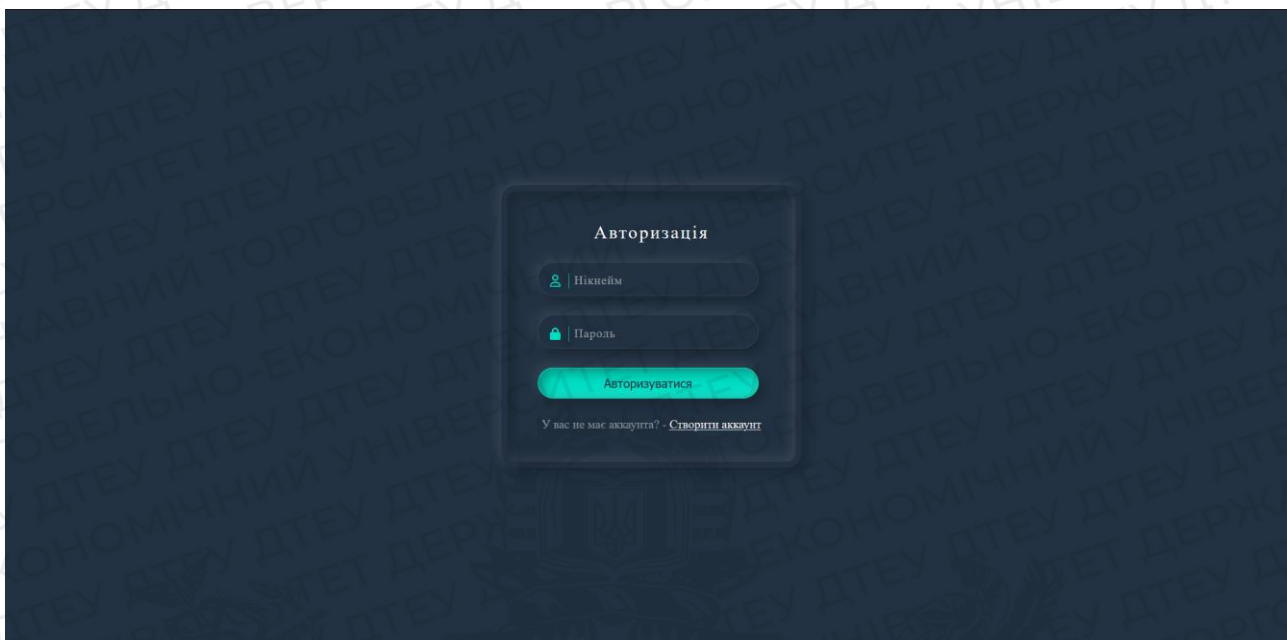 Авторизація
Нікнейм
Пароль
Авторизуватися
У вас не має аккаунта? - Створити аккаунт